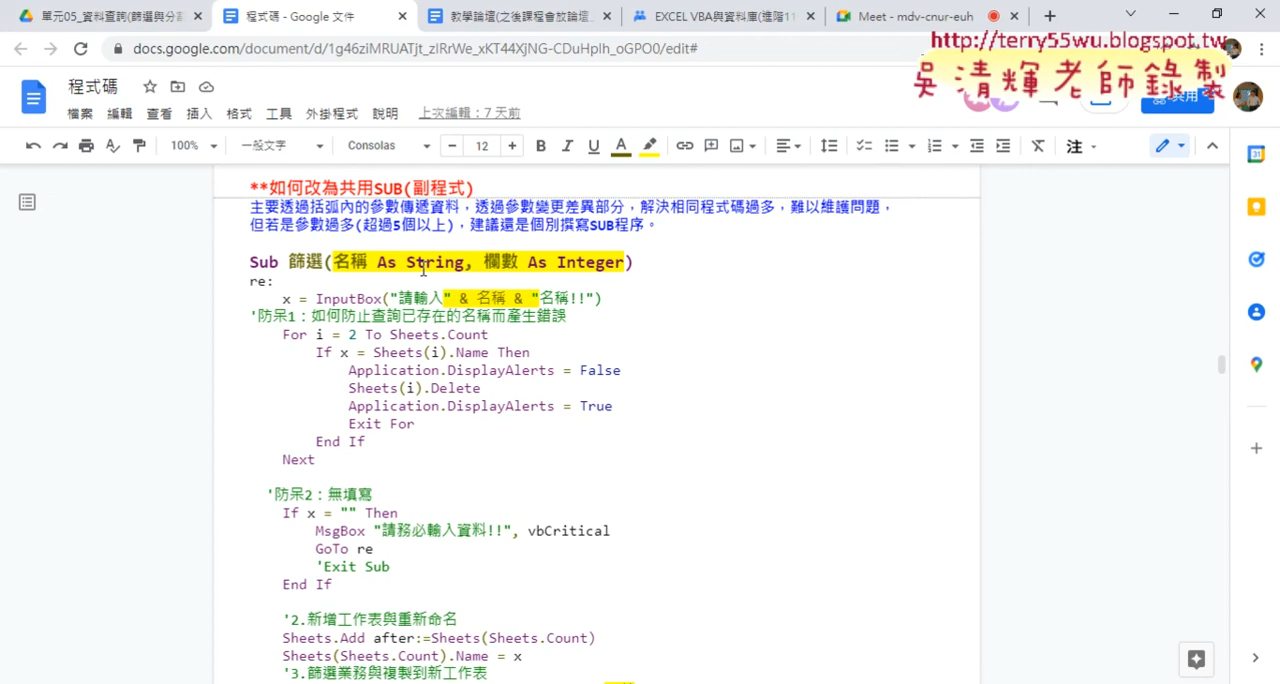 單元05_資料查詢(篩選與分割
程式碼 - Google 文件
教學論壇(之後課程會放論壇
EXCEL VBA與資料庫(進階11
Meet - mdv-cnur-euh
docs.google.com/document/d/1g46ziMRUATjt_zlRrWe_xKT44XjNG-CDuHplh_oGPO0/edit#
http://terry55wu.blogspot.tw
吳清輝老師錄製
程式碼
檔案 編輯 查看 插入 格式 工具 外掛程式 說明 上次編輯:7 天前
共用
100% 一般文字 Consolas 12 B I U A 注
**如何改為共用SUB(副程式)
主要透過括弧內的參數傳遞資料,透過參數變更差異部分,解決相同程式碼過多,難以維護問題,
但若是參數過多(超過5個以上),建議還是個別撰寫SUB程序。
Sub 篩選(名稱 As String, 欄數 As Integer)
re:
x = InputBox("請輸入" & 名稱 & "名稱!!")
'防呆1:如何防止查詢已存在的名稱而產生錯誤
For i = 2 To Sheets.Count
If x = Sheets(i).Name Then
Application.DisplayAlerts = False
Sheets(i).Delete
Application.DisplayAlerts = True
Exit For
End If
Next
'防呆2:無填寫
If x = "" Then
MsgBox "請務必輸入資料!!", vbCritical
GoTo re
'Exit Sub
End If
'2.新增工作表與重新命名
Sheets.Add after:=Sheets(Sheets.Count)
Sheets(Sheets.Count).Name = x
'3.篩選業務與複製到新工作表